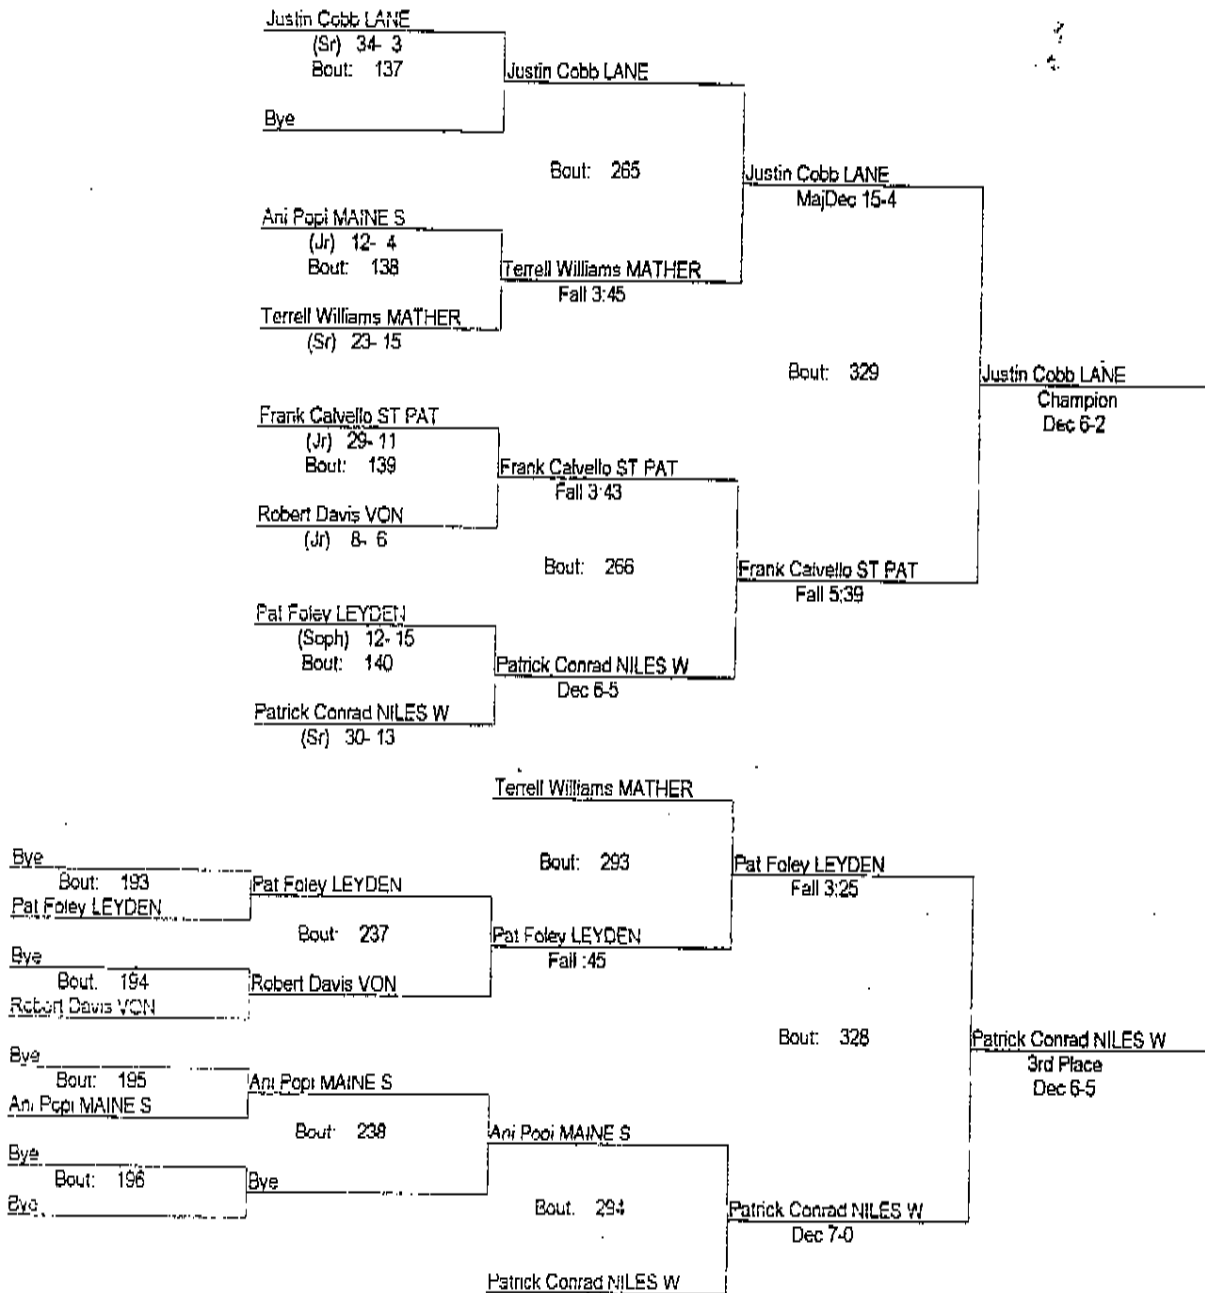 Justin Cobb LANE
(Sr) 34- 3
Bout: 137
Justin Cobb LANE
Bye
Bout: 265
Justin Cobb LANE
MajDec 15-4
Ani Popi MAINE S
(Jr) 12- 4
Bout: 138
Terrell Williams MATHER
Fall 3:45
Terrell Williams MATHER
(Sr) 23- 15
Bout: 329
Justin Cobb LANE
Champion
Dec 6-2
Frank Calvello ST PAT
(Jr) 29- 11
Bout: 139
Frank Calvello ST PAT
Fall 3:43
Robert Davis VON
(Jr) 8- 6
Bout: 266
Frank Calvello ST PAT
Fall 5:39
Pat Foley LEYDEN
(Soph) 12- 15
Bout: 140
Patrick Conrad NILES W
Dec 6-5
Patrick Conrad NILES W
(Sr) 30- 13
Terrell Williams MATHER
Bout: 293
Pat Foley LEYDEN
Fall 3:25
Bye
Bout: 193
Pat Foley LEYDEN
Pat Foley LEYDEN
Bout: 237
Pat Foley LEYDEN
Fall :45
Bye
Bout. 194
Robert Davis VON
Robert Davis VON
Bout: 328
Patrick Conrad NILES W
3rd Place
Dec 6-5
Bye
Bout: 195
Ani Popi MAINE S
Ani Popi MAINE S
Bout: 238
Ani Popi MAINE S
Bye
Bout: 196
Bye
Bye
Bout. 294
Patrick Conrad NILES W
Dec 7-0
Patrick Conrad NILES W